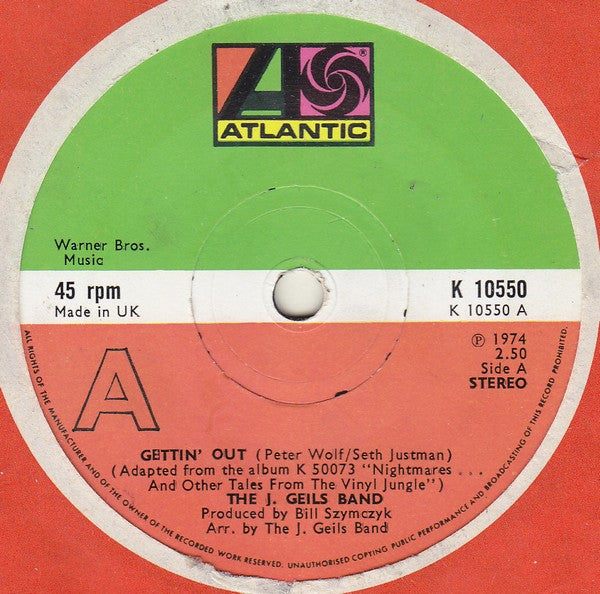 ATLANTIC
®
Warner Bros.
Music
45 rpm
Made in UK
K 10550
K 10550 A
℗ 1974
2.50
Side A
STEREO
A
GETTIN' OUT (Peter Wolf/Seth Justman)
(Adapted from the album K 50073 "Nightmares ...
And Other Tales From The Vinyl Jungle")
THE J. GEILS BAND
Produced by Bill Szymczyk
Arr. by The J. Geils Band
ALL RIGHTS OF THE MANUFACTURER AND OF THE OWNER OF THE RECORDED WORK RESERVED. UNAUTHORISED COPYING PUBLIC PERFORMANCE AND BROADCASTING OF THIS RECORD PROHIBITED.